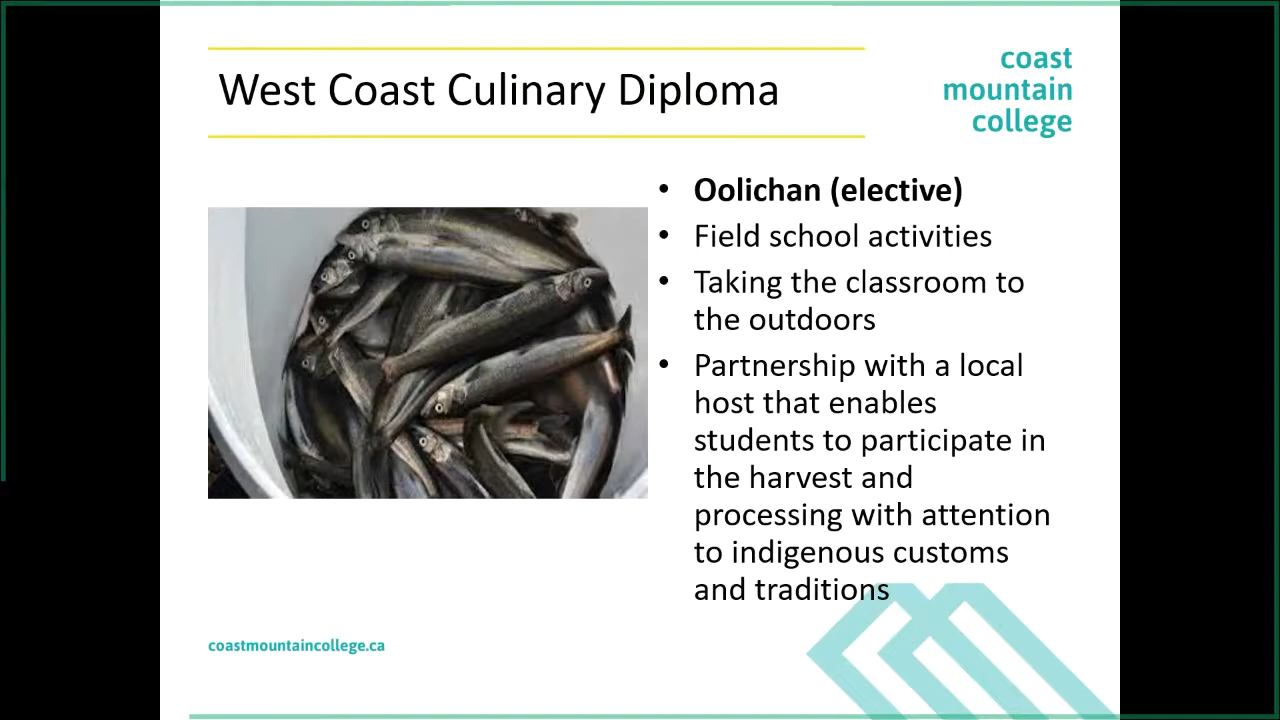 West Coast Culinary Diploma
coast
mountain
college
• Oolichan (elective)
• Field school activities
• Taking the classroom to
the outdoors
• Partnership with a local
host that enables
students to participate in
the harvest and
processing with attention
to indigenous customs
and traditions
coastmountaincollege.ca